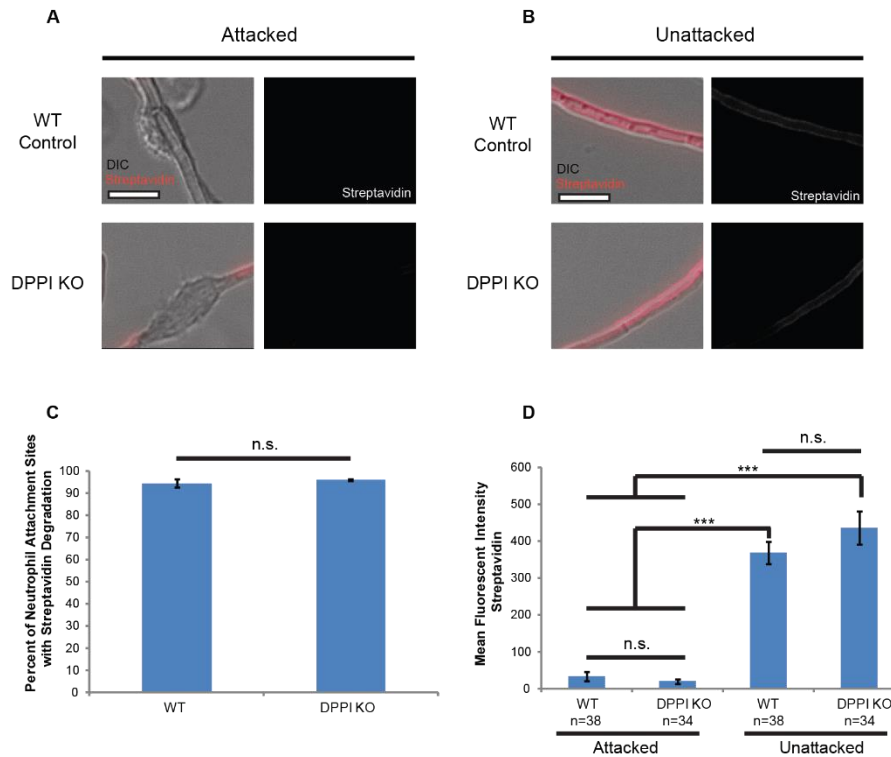 A
Attacked
WT
Control
DIC
Streptavidin
Streptavidin
DPPI KO
B
Unattacked
WT
Control
DIC
Streptavidin
Streptavidin
DPPI KO
C
Percent of Neutrophil Attachment Sites
with Streptavidin Degradation
100
90
80
70
60
50
40
30
20
10
0
n.s.
WT
DPPI KO
D
Mean Fluorescent Intensity
Streptavidin
600
500
400
300
200
100
0
n.s.
***
***
n.s.
WT
n=38
DPPI KO
n=34
WT
n=38
DPPI KO
n=34
Attacked
Unattacked